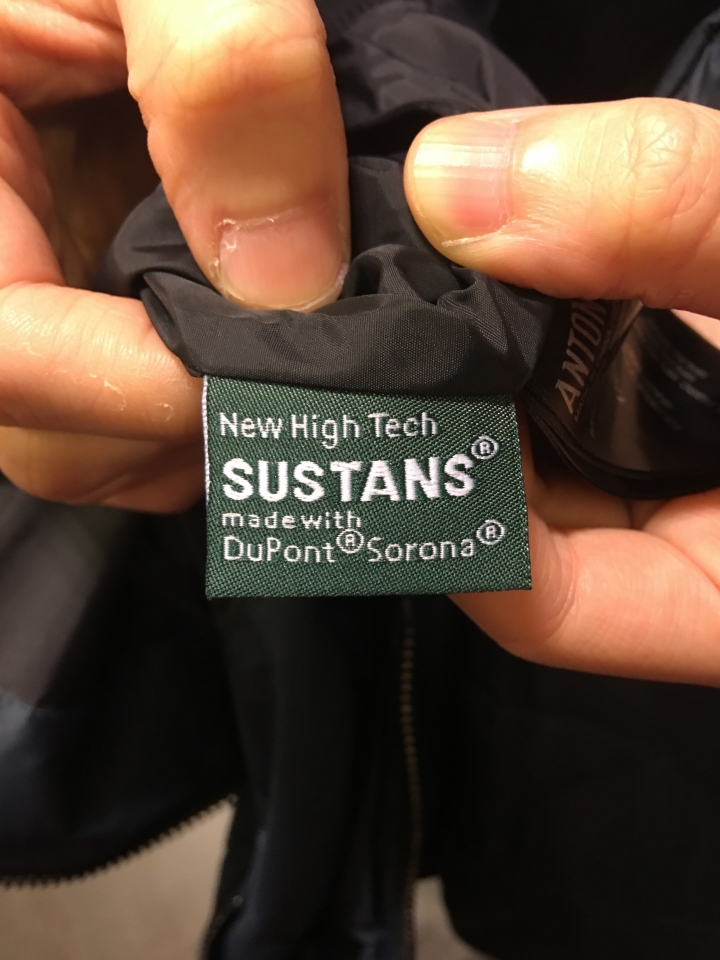 New High Tech
SUSTANS®
made with
DuPont® Sorona®